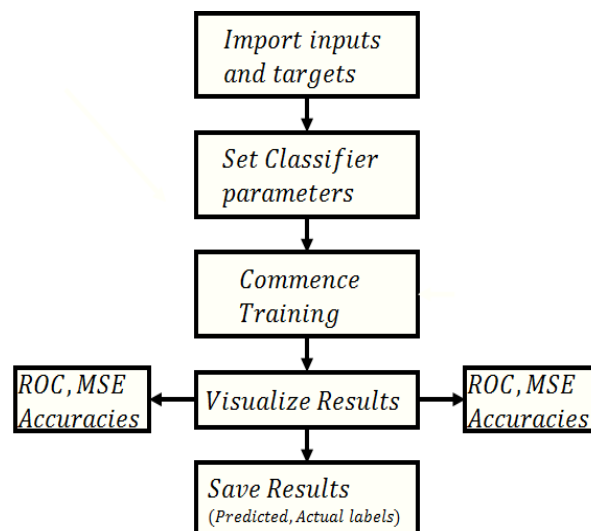 Import inputs
and targets
Set Classifier
parameters
Commence
Training
ROC, MSE
Accuracies
Visualize Results
ROC, MSE
Accuracies
Save Results
(Predicted, Actual labels)